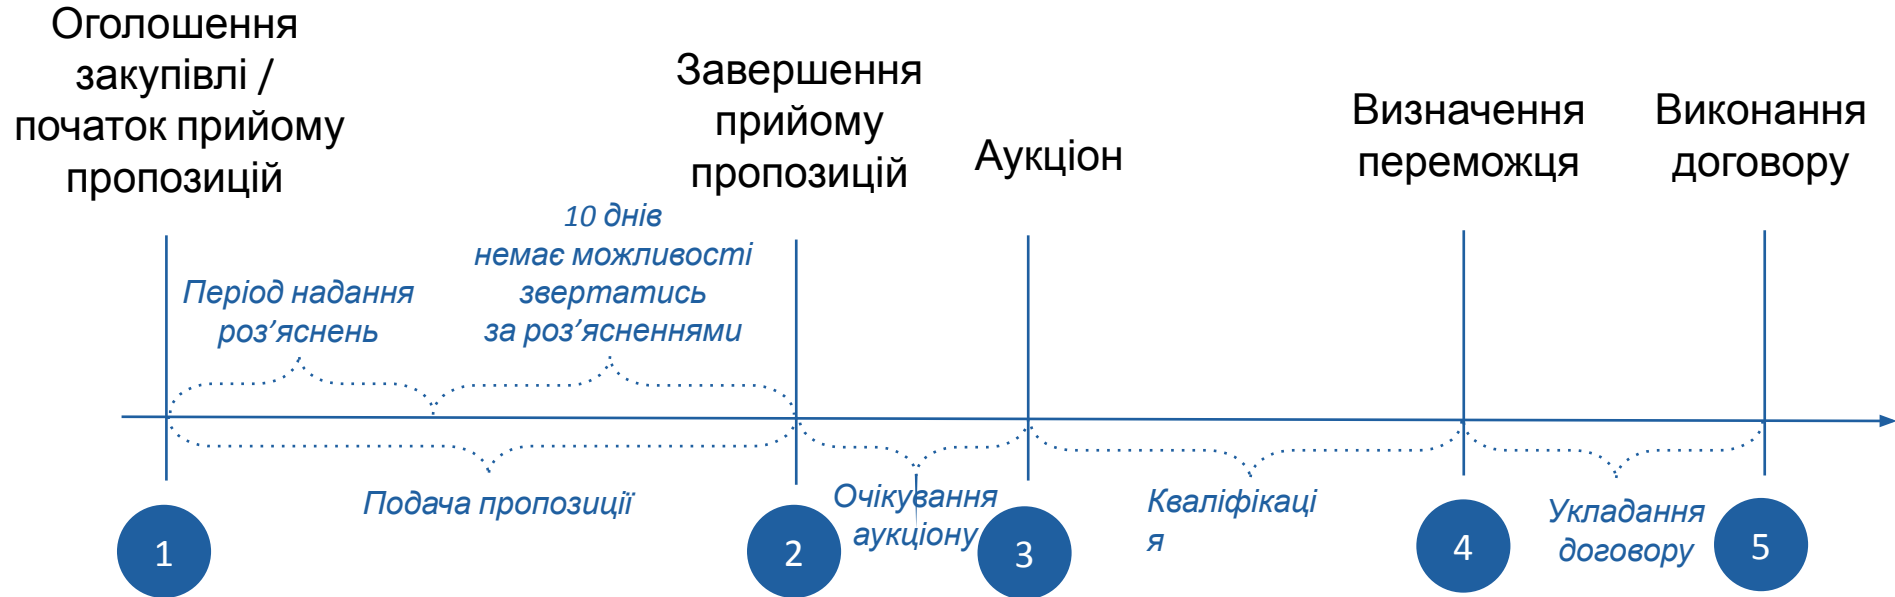 Оголошення
закупівлі /
початок прийому
пропозицій
Завершення
прийому
пропозицій
Аукціон
Визначення
переможця
Виконання
договору
Період надання
роз’яснень
10 днів
немає можливості
звертатись
за роз’ясненнями
Подача пропозиції
Очікування
аукціону
Кваліфікаці
я
Укладання
договору
1
2
3
4
5